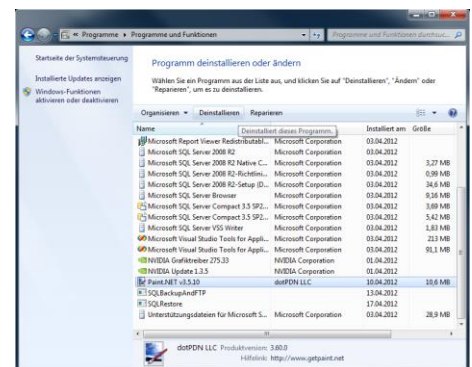 « Programme ▸ Programme und Funktionen
Programme und Funktionen durchsuc...
Startseite der Systemsteuerung
Installierte Updates anzeigen
Windows-Funktionen
aktivieren oder deaktivieren
Programm deinstallieren oder ändern
Wählen Sie ein Programm aus der Liste aus, und klicken Sie auf "Deinstallieren", "Ändern" oder
"Reparieren", um es zu deinstallieren.
Organisieren Deinstallieren Reparieren
Name Installiert am Größe
Deinstalliert dieses Programm.
Microsoft Report Viewer Redistributabl... Microsoft Corporation 03.04.2012
Microsoft SQL Server 2008 R2 Microsoft Corporation 03.04.2012
Microsoft SQL Server 2008 R2 Native C... Microsoft Corporation 03.04.2012 3,27 MB
Microsoft SQL Server 2008 R2-Richtlini... Microsoft Corporation 03.04.2012 0,99 MB
Microsoft SQL Server 2008 R2-Setup (D... Microsoft Corporation 03.04.2012 34,6 MB
Microsoft SQL Server Browser Microsoft Corporation 03.04.2012 9,16 MB
Microsoft SQL Server Compact 3.5 SP2... Microsoft Corporation 03.04.2012 3,69 MB
Microsoft SQL Server Compact 3.5 SP2... Microsoft Corporation 03.04.2012 5,42 MB
Microsoft SQL Server VSS Writer Microsoft Corporation 03.04.2012 1,83 MB
Microsoft Visual Studio Tools for Appli... Microsoft Corporation 03.04.2012 213 MB
Microsoft Visual Studio Tools for Appli... Microsoft Corporation 03.04.2012 91,1 MB
NVIDIA Grafiktreiber 275.33 NVIDIA Corporation 01.04.2012
NVIDIA Update 1.3.5 NVIDIA Corporation 01.04.2012
Paint.NET v3.5.10 dotPDN LLC 10.04.2012 10,6 MB
SQLBackupAndFTP 13.04.2012
SQLRestore 17.04.2012
Unterstützungsdateien für Microsoft S... Microsoft Corporation 03.04.2012 28,9 MB
dotPDN LLC Produktversion: 3.60.0
Hilfelink: http://www.getpaint.net